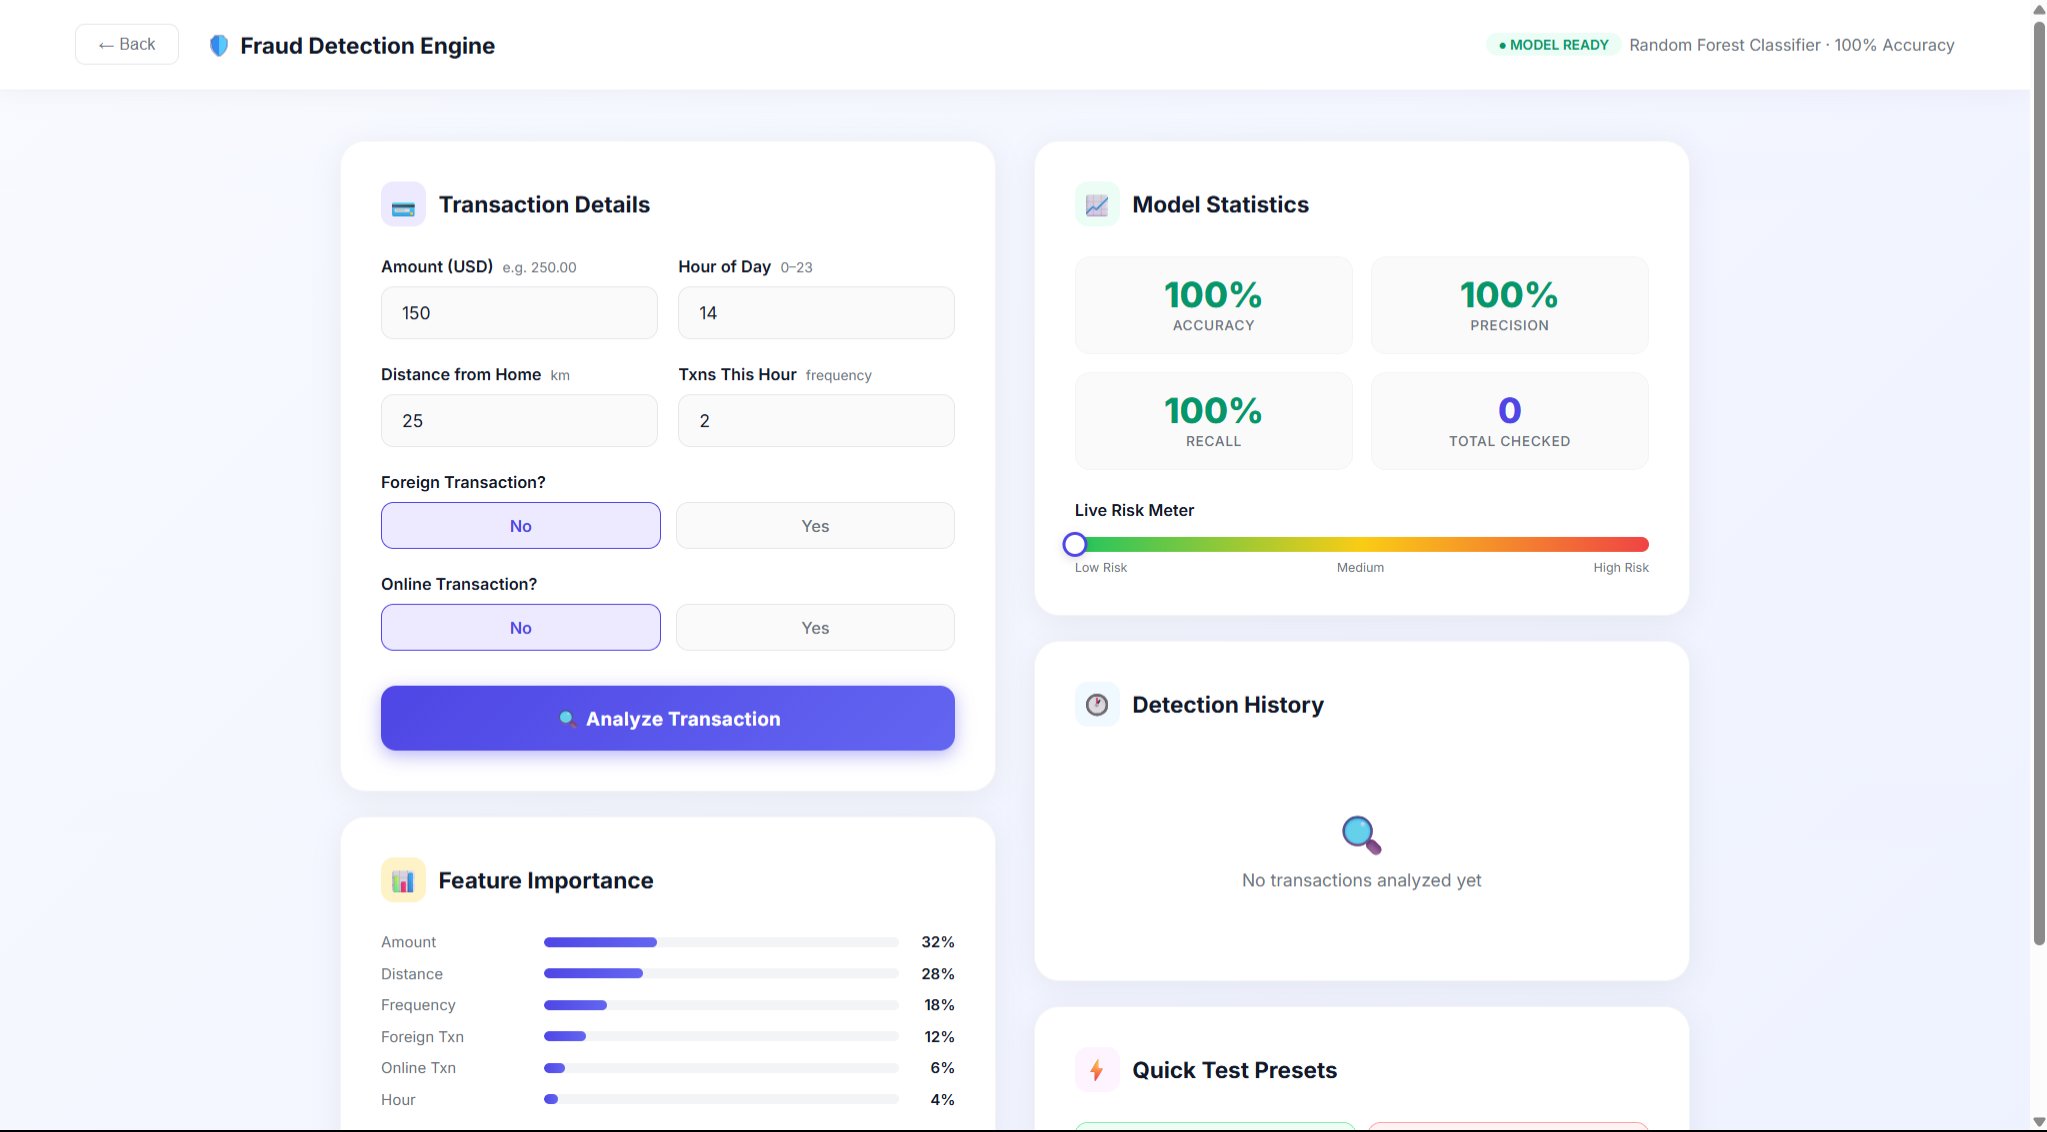 ← Back
Fraud Detection Engine
● MODEL READY
Random Forest Classifier · 100% Accuracy
Transaction Details
Amount (USD) e.g. 250.00
Hour of Day 0–23
150
14
Distance from Home km
Txns This Hour frequency
25
2
Foreign Transaction?
No
Yes
Online Transaction?
No
Yes
Analyze Transaction
Feature Importance
Amount 32%
Distance 28%
Frequency 18%
Foreign Txn 12%
Online Txn 6%
Hour 4%
Model Statistics
100%
ACCURACY
100%
PRECISION
100%
RECALL
0
TOTAL CHECKED
Live Risk Meter
Low Risk
Medium
High Risk
Detection History
No transactions analyzed yet
Quick Test Presets